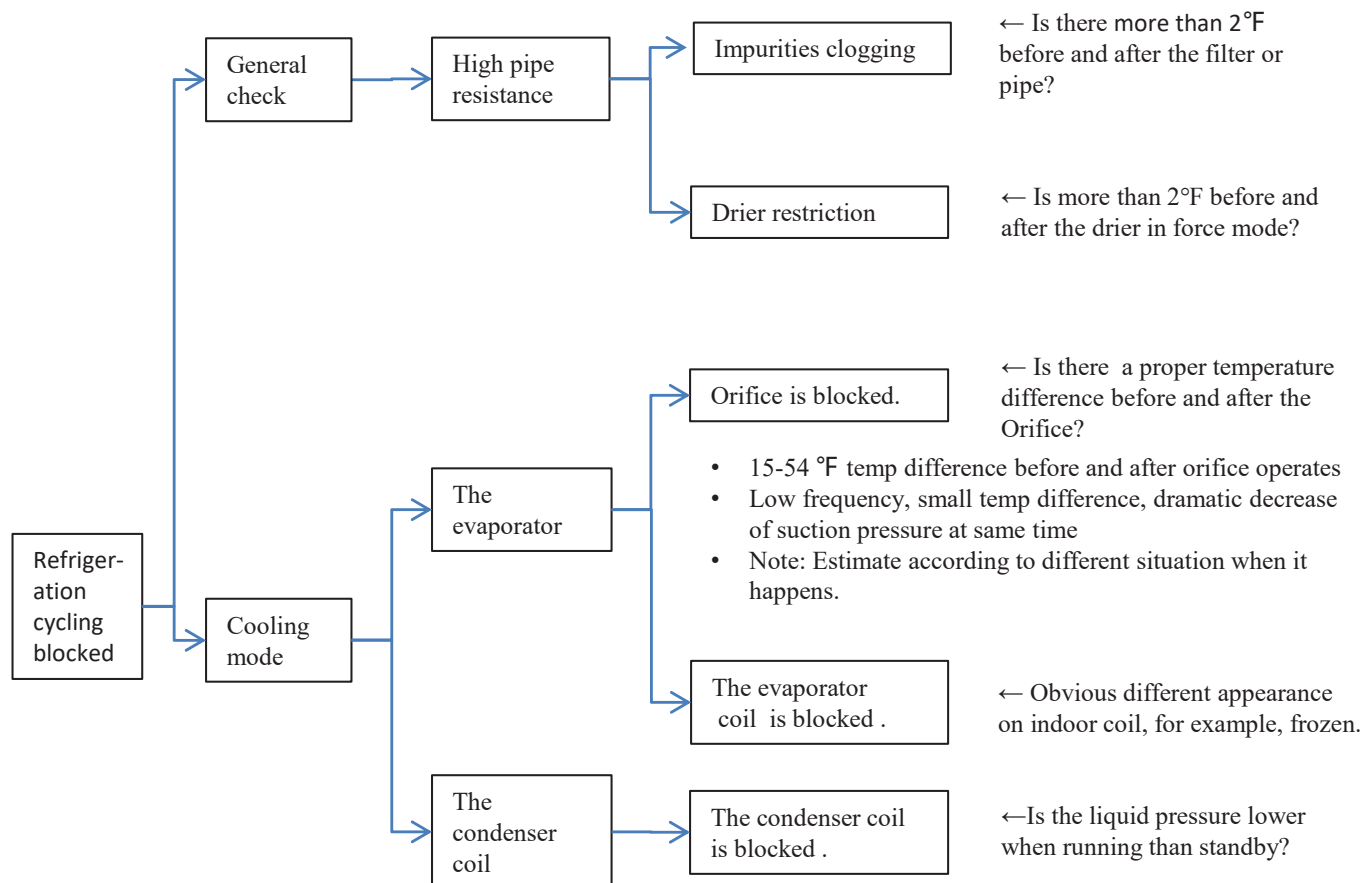 General
check
High pipe
resistance
Impurities clogging
← Is there more than 2℉
before and after the filter or
pipe?
Drier restriction
← Is more than 2°F before and
after the drier in force mode?
Orifice is blocked.
← Is there  a proper temperature
difference before and after the
Orifice?
• 15-54 ℉ temp difference before and after orifice operates
• Low frequency, small temp difference, dramatic decrease
of suction pressure at same time
• Note: Estimate according to different situation when it
happens.
The
evaporator
Refriger-
ation
cycling
blocked
Cooling
mode
The evaporator
coil  is blocked .
← Obvious different appearance
on indoor coil, for example, frozen.
The
condenser
coil
The condenser coil
is blocked .
←Is the liquid pressure lower
when running than standby?